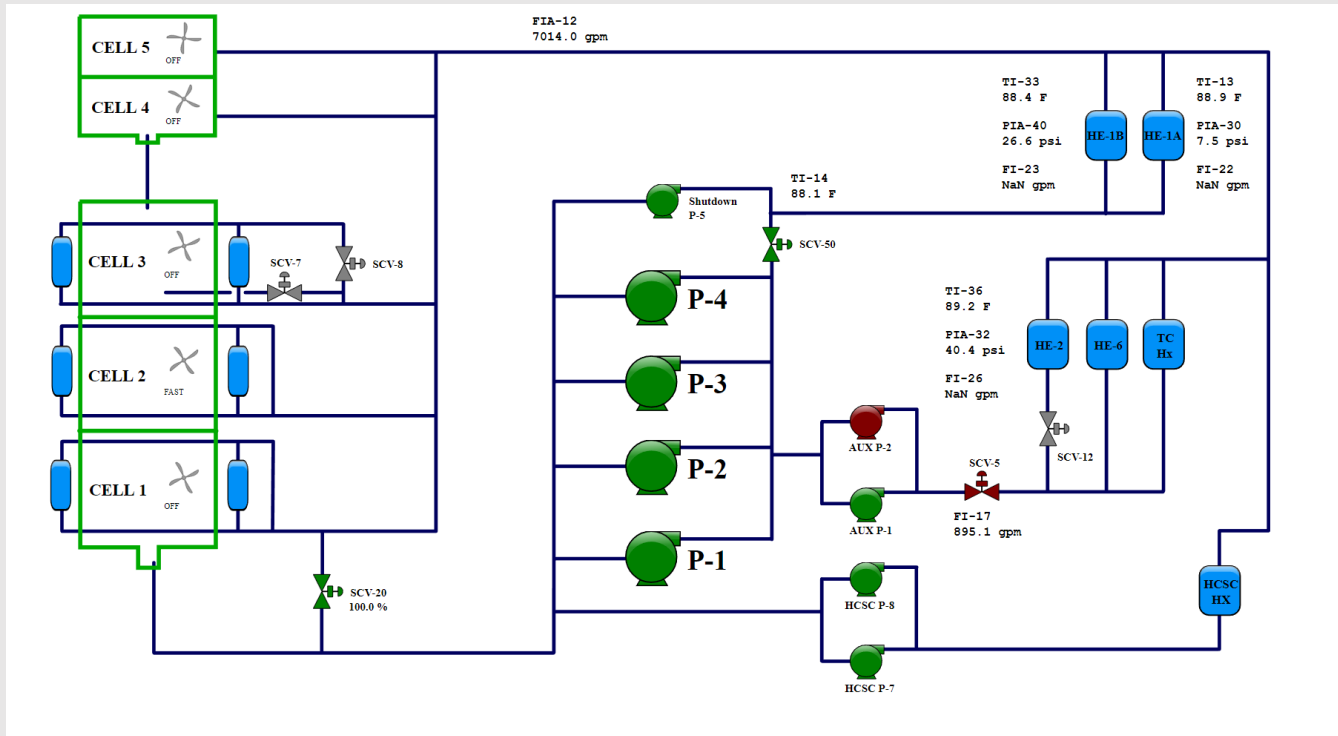 FIA-12
7014.0 gpm
CELL 5
OFF
CELL 4
OFF
TI-33
88.4 F
PIA-40
26.6 psi
FI-23
NaN gpm
HE-1B
HE-1A
TI-13
88.9 F
PIA-30
7.5 psi
FI-22
NaN gpm
TI-14
88.1 F
Shutdown
P-5
SCV-50
CELL 3
OFF
SCV-7
SCV-8
P-4
P-3
P-2
P-1
TI-36
89.2 F
PIA-32
40.4 psi
FI-26
NaN gpm
HE-2
HE-6
TC
Hx
CELL 2
FAST
AUX P-2
SCV-5
SCV-12
CELL 1
OFF
AUX P-1
FI-17
895.1 gpm
SCV-20
100.0 %
HCSC P-8
HCSC P-7
HCSC
HX